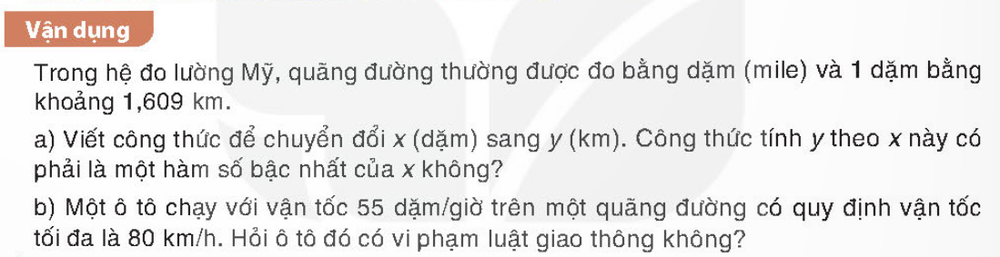 Vận dụng
Trong hệ đo lường Mỹ, quãng đường thường được đo bằng dặm (mile) và 1 dặm bằng
khoảng 1,609 km.
a) Viết công thức để chuyển đổi x (dặm) sang y (km). Công thức tính y theo x này có
phải là một hàm số bậc nhất của x không?
b) Một ô tô chạy với vận tốc 55 dặm/giờ trên một quãng đường có quy định vận tốc
tối đa là 80 km/h. Hỏi ô tô đó có vi phạm luật giao thông không?